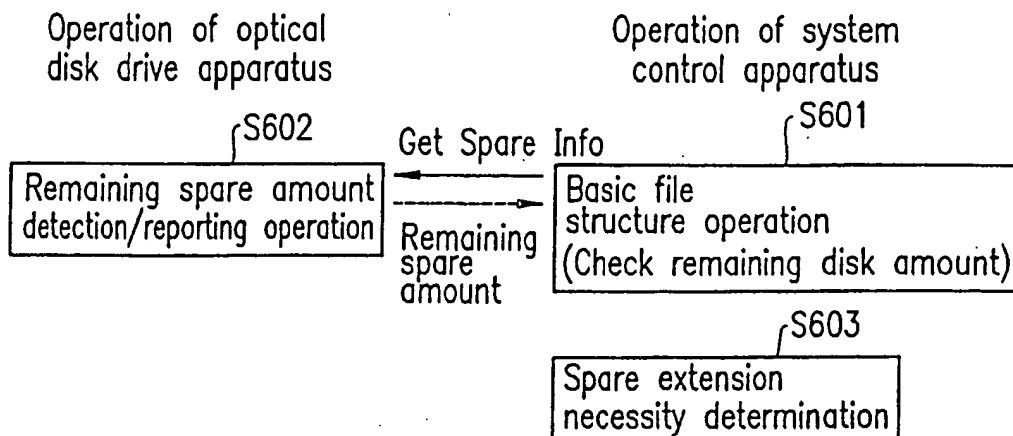 Operation of optical
disk drive apparatus
Operation of system
control apparatus
S602
Get Spare Info
S601
Remaining spare amount
detection/reporting operation
Remaining
spare
amount
Basic file
structure operation
(Check remaining disk amount)
S603
Spare extension
necessity determination